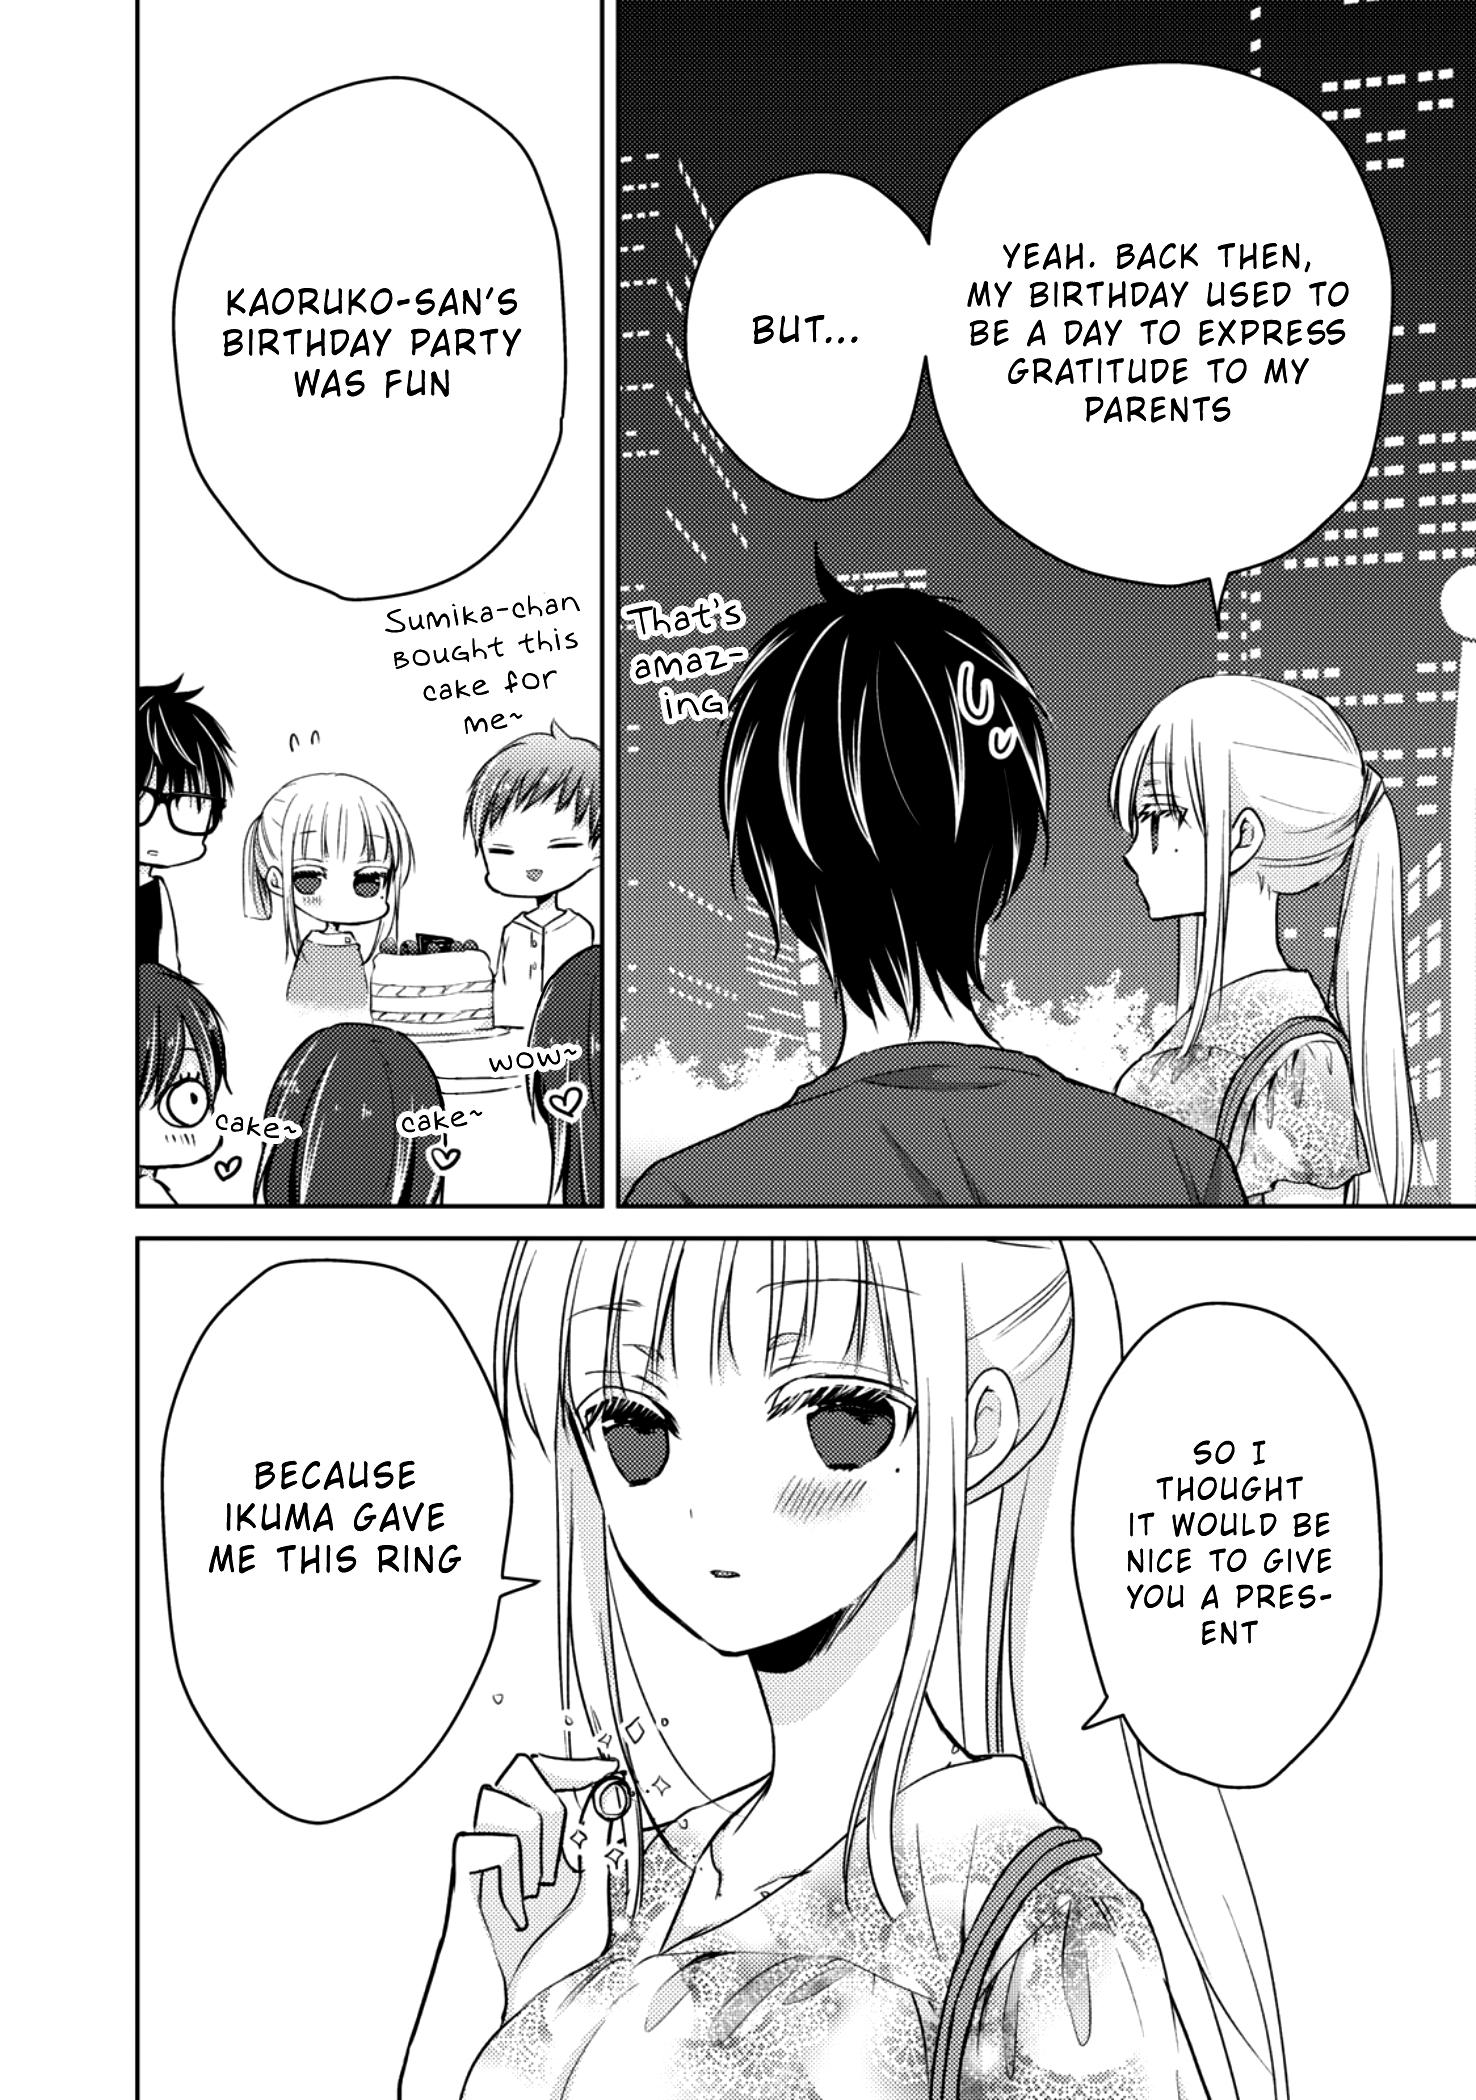 YEAH. BACK THEN,
MY BIRTHDAY USED TO
BE A DAY TO EXPRESS
GRATITUDE TO MY
PARENTS
BUT...
That's
amaz-
ing
KAORUKO-SAN'S
BIRTHDAY PARTY
WAS FUN
Sumika-chan
bought this
cake for
me~
wow~
cake~
cake~
SO I
THOUGHT
IT WOULD BE
NICE TO GIVE
YOU A PRES-
ENT
BECAUSE
IKUMA GAVE
ME THIS RING